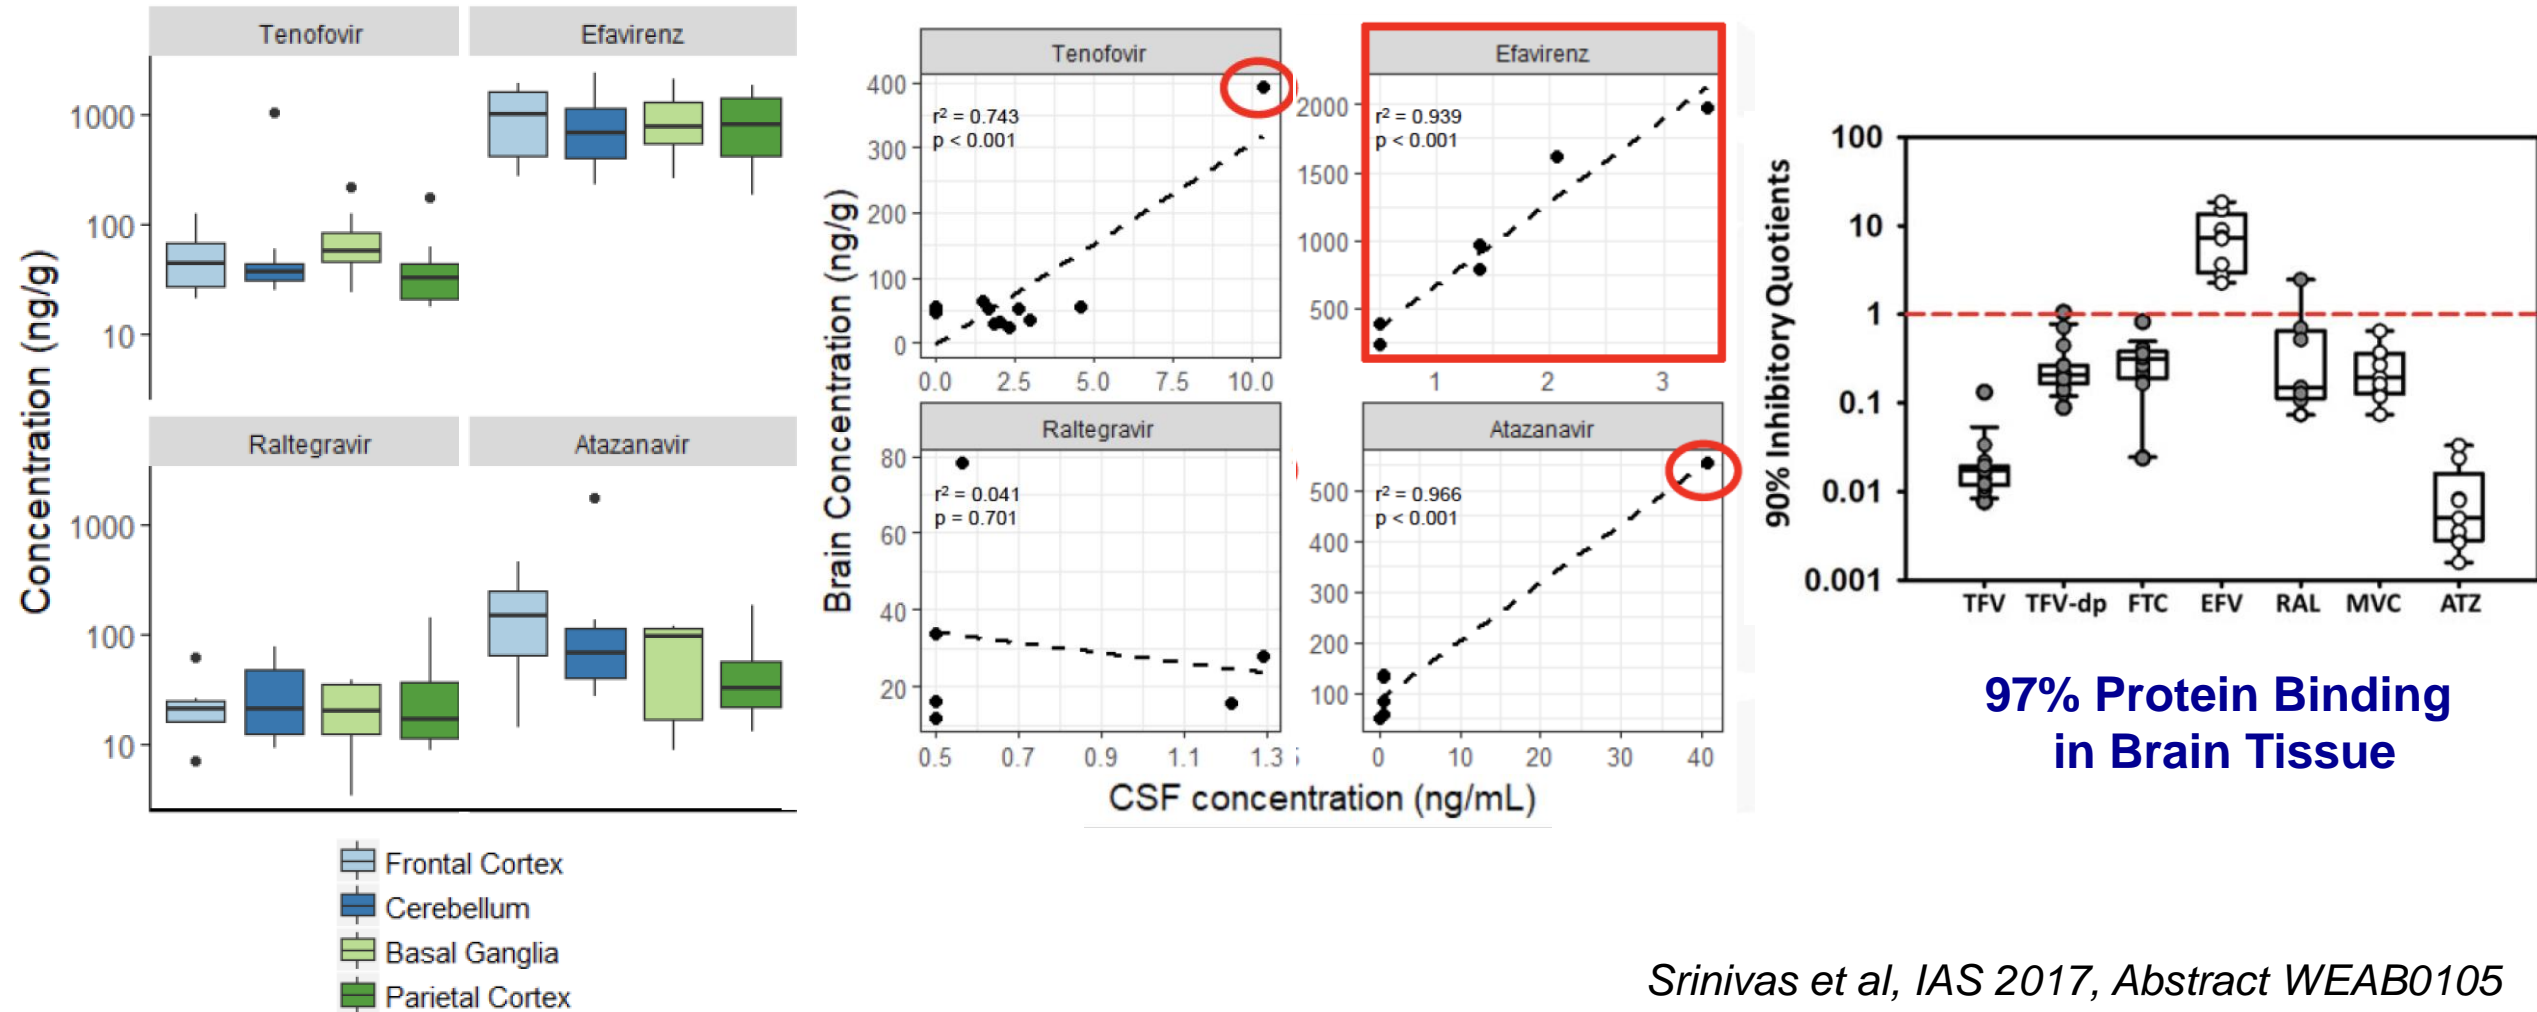 Tenofovir
Efavirenz
Concentration (ng/g)
1000
100
10
Raltegravir
Atazanavir
1000
100
10
Frontal Cortex
Cerebellum
Basal Ganglia
Parietal Cortex
Brain Concentration (ng/g)
Tenofovir
r² = 0.743
p < 0.001
400
300
200
100
0
0.0 2.5 5.0 7.5 10.0
Efavirenz
r² = 0.939
p < 0.001
2000
1500
1000
500
1 2 3
Raltegravir
r² = 0.041
p = 0.701
80
60
40
20
0.5 0.7 0.9 1.1 1.3
Atazanavir
r² = 0.966
p < 0.001
500
400
300
200
100
0 10 20 30 40
CSF concentration (ng/mL)
90% Inhibitory Quotients
100
10
1
0.1
0.01
0.001
TFV TFV-dp FTC EFV RAL MVC ATZ
97% Protein Binding
in Brain Tissue
Srinivas et al, IAS 2017, Abstract WEAB0105